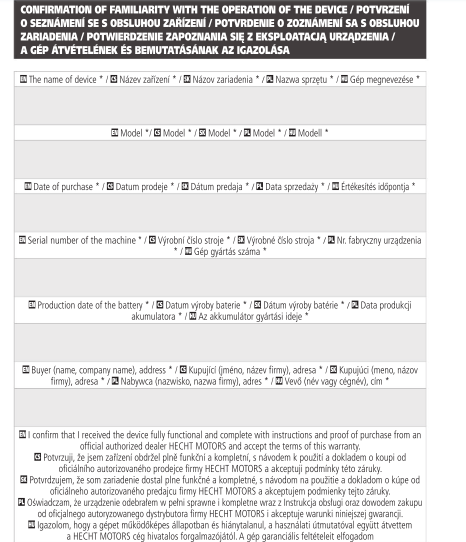 CONFIRMATION OF FAMILIARITY WITH THE OPERATION OF THE DEVICE / POTVRZENÍ
O SEZNÁMENÍ SE S OBSLUHOU ZAŘÍZENÍ / POTVRDENIE O ZOZNÁMENÍ SA S OBSLUHOU
ZARIADENIA / POTWIERDZENIE ZAPOZNANIA SIĘ Z EKSPLOATACJĄ URZĄDZENIA /
A GÉP ÁTVÉTELÉNEK ÉS BEMUTATÁSÁNAK AZ IGAZOLÁSA
EN The name of device * / CS Název zařízení * / SK Názov zariadenia * / PL Nazwa sprzętu * / HU Gép megnevezése *
EN Model */ CS Model * / SK Model * / PL Model * / HU Modell *
EN Date of purchase * / CS Datum prodeje * / SK Dátum predaja * / PL Data sprzedaży * / HU Értékesítés időpontja *
EN Serial number of the machine * / CS Výrobní číslo stroje * / SK Výrobné číslo stroja * / PL Nr. fabryczny urządzenia
* / HU Gép gyártás száma *
EN Production date of the battery * / CS Datum výroby baterie * / SK Dátum výroby batérie * / PL Data produkcji
akumulatora * / HU Az akkumulátor gyártási ideje *
EN Buyer (name, company name), address * / CS Kupující (jméno, název firmy), adresa * / SK Kupujúci (meno, názov
firmy), adresa * / PL Nabywca (nazwisko, nazwa firmy), adres * / HU Vevő (név vagy cégnév), cím *
EN I confirm that I received the device fully functional and complete with instructions and proof of purchase from an
official authorized dealer HECHT MOTORS and accept the terms of this warranty.
CS Potvrzuji, že jsem zařízení obdržel plně funkční a kompletní, s návodem k použití a dokladem o koupi od
oficiálního autorizovaného prodejce firmy HECHT MOTORS a akceptuji podmínky této záruky.
SK Potvrdzujem, že som zariadenie dostal plne funkčné a kompletné, s návodom na použitie a dokladom o kúpe od
oficiálneho autorizovaného predajcu firmy HECHT MOTORS a akceptujem podmienky tejto záruky.
PL Oświadczam, że urządzenie odebrałem w pełni sprawne i kompletne wraz z Instrukcja obslugi oraz dowodem zakupu
od oficjalnego autoryzowanego dystrybutora firmy HECHT MOTORS i akceptuje warunki niniejszej gwarancji.
HU Igazolom, hogy a gépet működőképes állapotban és hiánytalanul, a használati útmutatóval együtt átvettem
a HECHT MOTORS cég hivatalos forgalmazójától. A gép garanciális feltételeit elfogadom